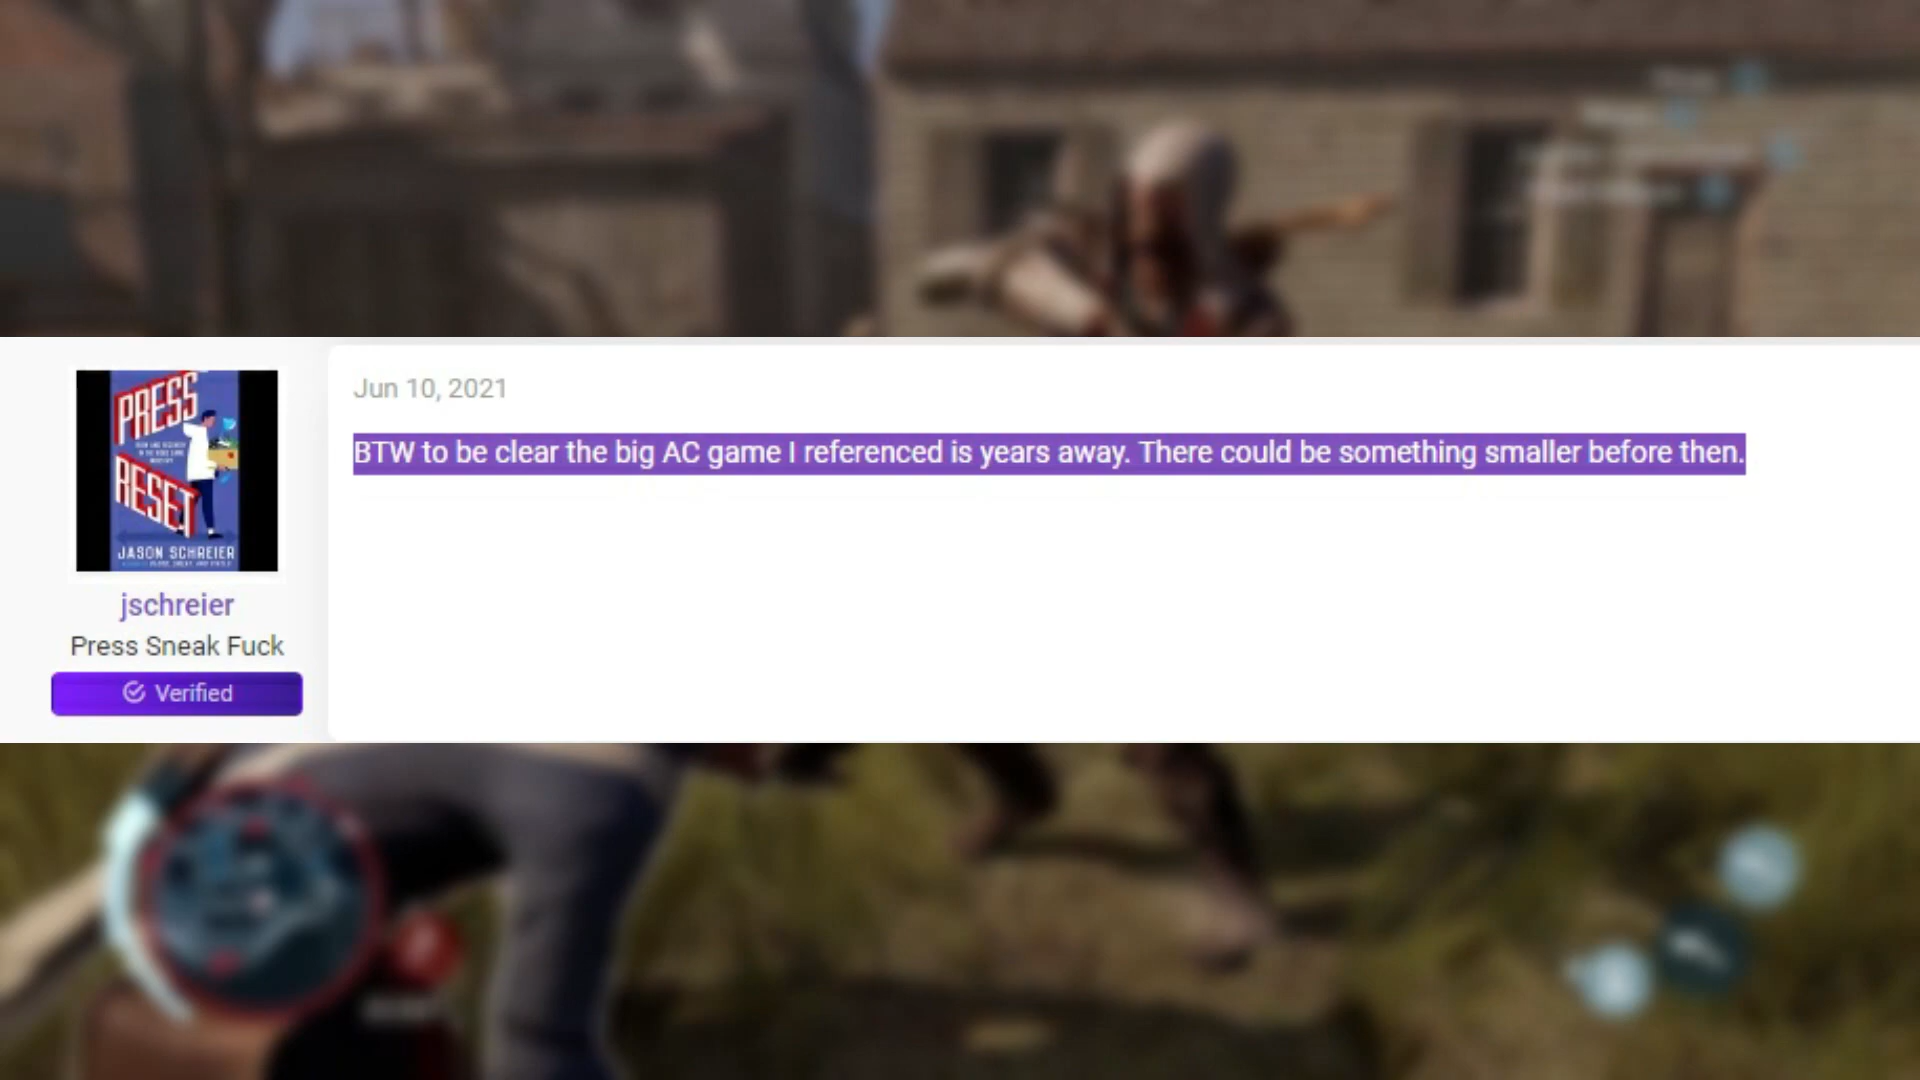 Jun 10, 2021
BTW to be clear the big AC game I referenced is years away. There could be something smaller before then.
PRESS
RESET
JASON SCHREIER
jschreier
Press Sneak Fuck
Verified